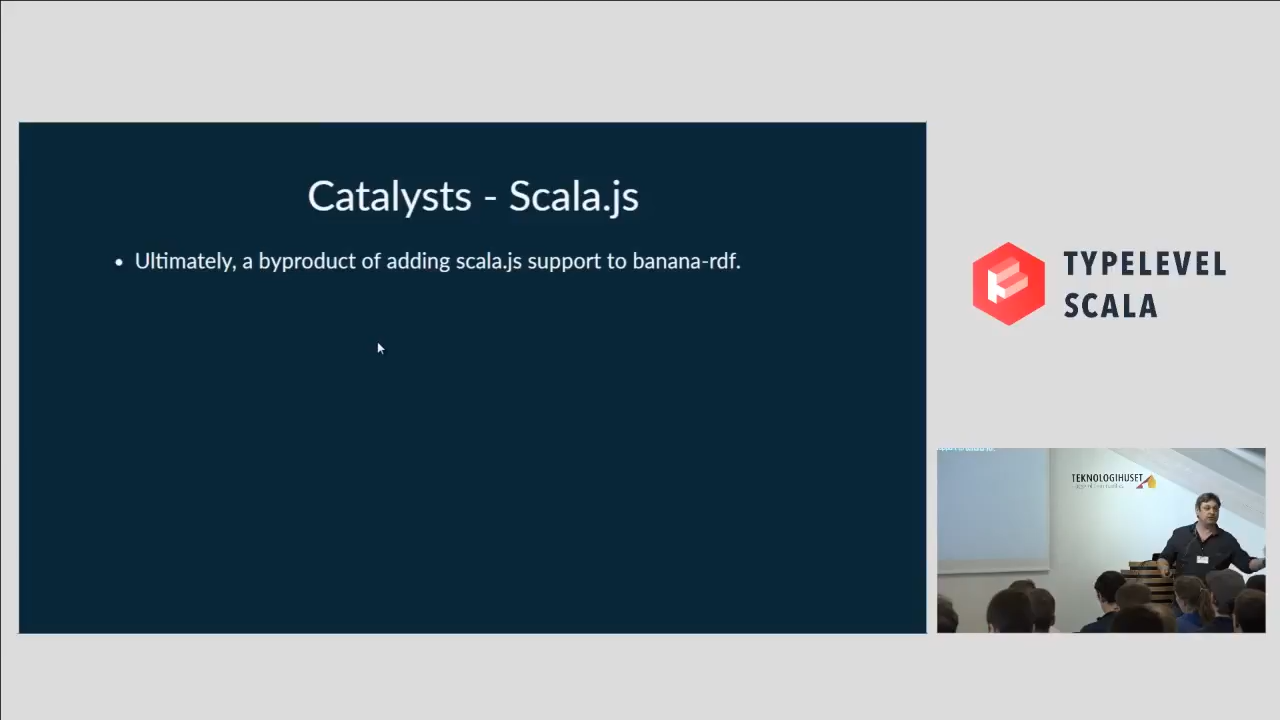 Catalysts - Scala.js
• Ultimately, a byproduct of adding scala.js support to banana-rdf.
TYPELEVEL
SCALA
TEKNOLOGIHUSET